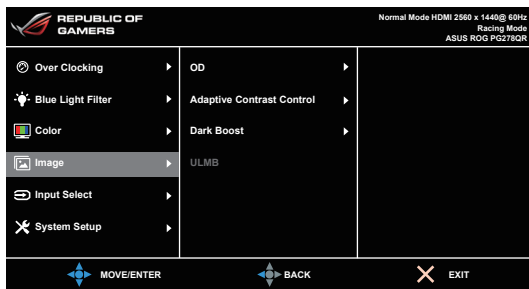 REPUBLIC OF
GAMERS
Normal Mode HDMI 2560 x 1440@ 60Hz
Racing Mode
ASUS ROG PG278QR
Over Clocking
Blue Light Filter
Color
Image
Input Select
System Setup
OD
Adaptive Contrast Control
Dark Boost
ULMB
MOVE/ENTER
BACK
EXIT